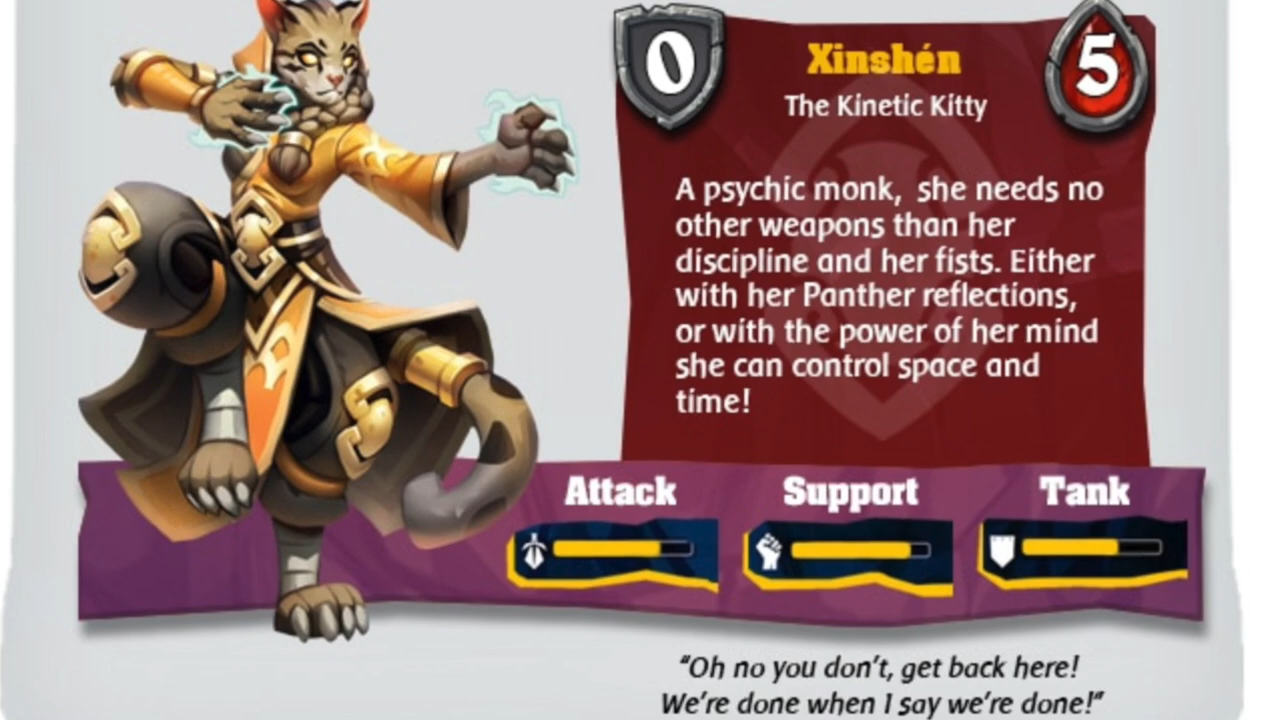 0
Xinshén
5
The Kinetic Kitty
A psychic monk, she needs no
other weapons than her
discipline and her fists. Either
with her Panther reflections,
or with the power of her mind
she can control space and
time!
Attack
Support
Tank
"Oh no you don't, get back here!
We're done when I say we're done!"